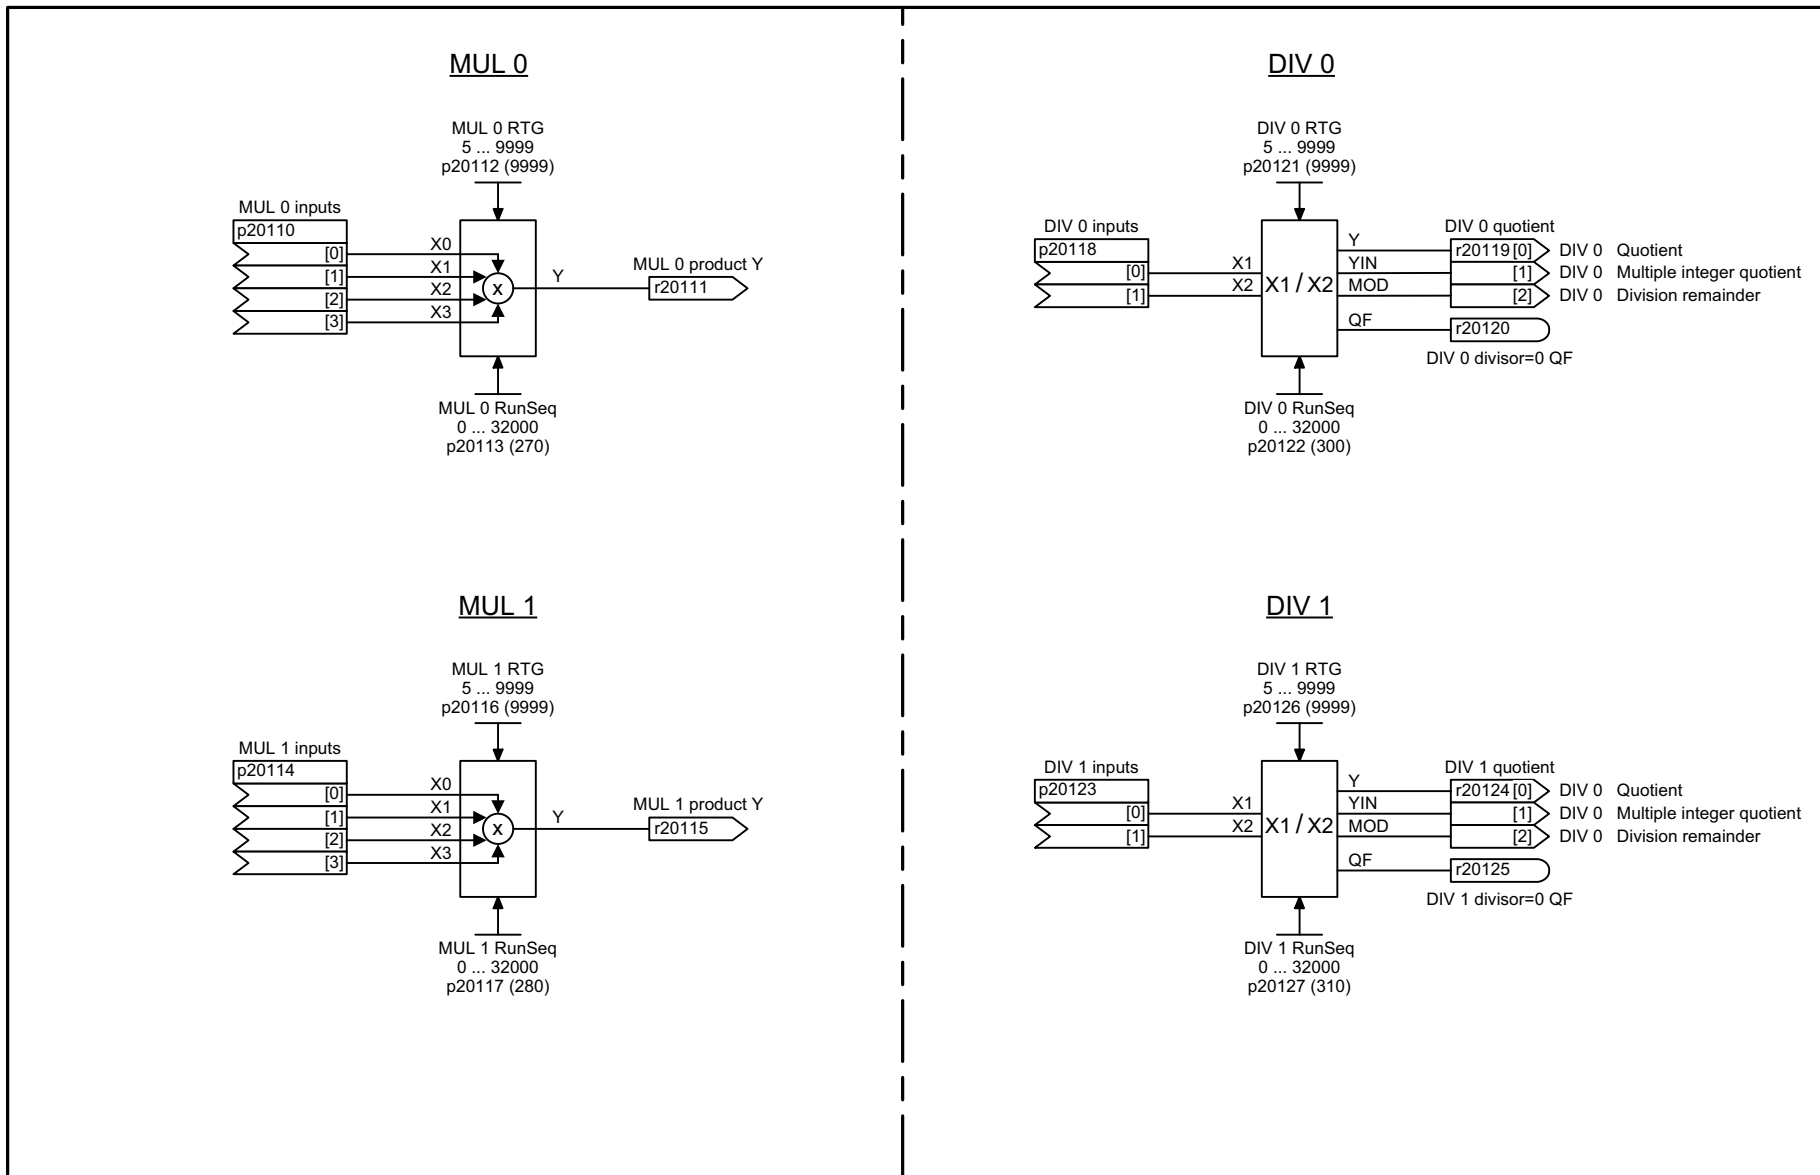 MUL 0
MUL 0 RTG
5 ... 9999
p20112 (9999)
MUL 0 inputs
p20110
[0]
[1]
[2]
[3]
X0
X1
X2
X3
x
Y
MUL 0 product Y
r20111
MUL 0 RunSeq
0 ... 32000
p20113 (270)
MUL 1
MUL 1 RTG
5 ... 9999
p20116 (9999)
MUL 1 inputs
p20114
[0]
[1]
[2]
[3]
X0
X1
X2
X3
x
Y
MUL 1 product Y
r20115
MUL 1 RunSeq
0 ... 32000
p20117 (280)
DIV 0
DIV 0 RTG
5 ... 9999
p20121 (9999)
DIV 0 inputs
p20118
[0]
[1]
X1
X2
X1 / X2
Y
YIN
MOD
QF
DIV 0 quotient
r20119 [0] DIV 0 Quotient
[1] DIV 0 Multiple integer quotient
[2] DIV 0 Division remainder
r20120
DIV 0 divisor=0 QF
DIV 0 RunSeq
0 ... 32000
p20122 (300)
DIV 1
DIV 1 RTG
5 ... 9999
p20126 (9999)
DIV 1 inputs
p20123
[0]
[1]
X1
X2
X1 / X2
Y
YIN
MOD
QF
DIV 1 quotient
r20124 [0] DIV 0 Quotient
[1] DIV 0 Multiple integer quotient
[2] DIV 0 Division remainder
r20125
DIV 1 divisor=0 QF
DIV 1 RunSeq
0 ... 32000
p20127 (310)